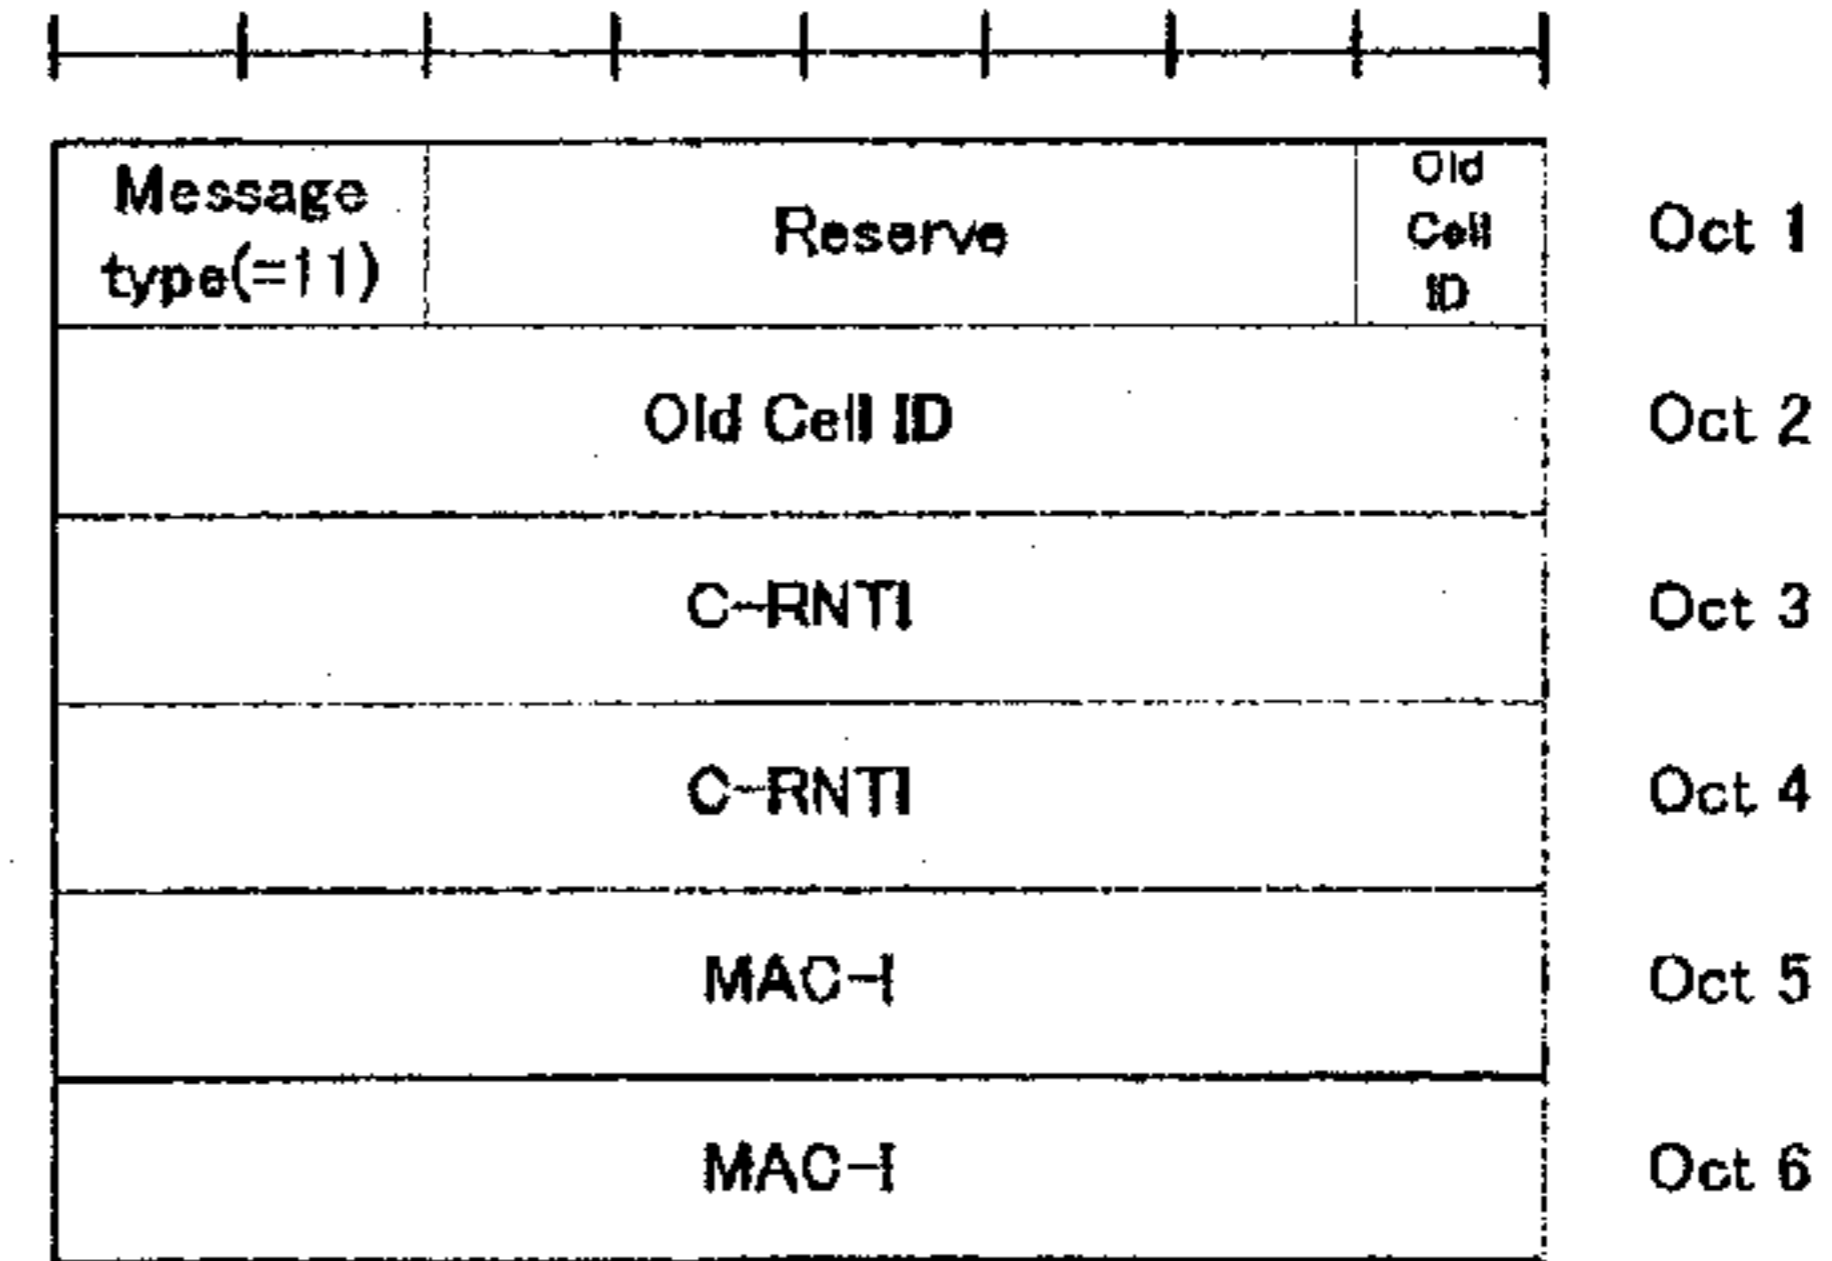 Message
type(=11)
Reserve
Old
Cell
ID
Oct 1
Old Cell ID
Oct 2
C-RNTI
Oct 3
C-RNTI
Oct 4
MAC-I
Oct 5
MAC-I
Oct 6